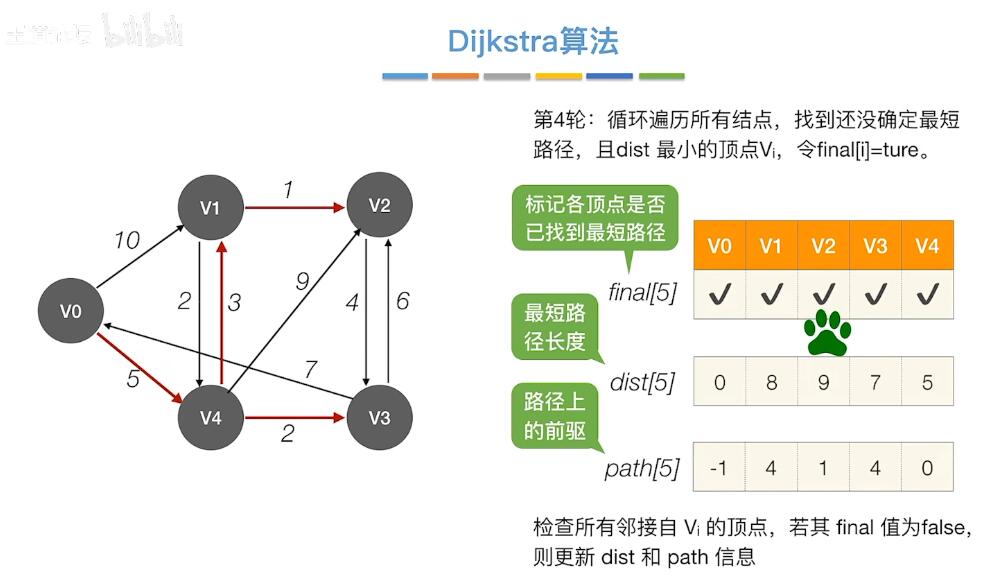 bilibili
Dijkstra算法
第4轮：循环遍历所有结点，找到还没确定最短
路径，且dist 最小的顶点Vi，令final[i]=ture。
标记各顶点是否
已找到最短路径
V0 V1 V2 V3 V4
final[5] ✓ ✓ ✓ ✓ ✓
最短路
径长度
dist[5] 0 8 9 7 5
路径上
的前驱
path[5] -1 4 1 4 0
检查所有邻接自 Vi 的顶点，若其 final 值为false，
则更新 dist 和 path 信息
V1 1 V2
10
9
2 3 4 6
V0
7
5
V4 2 V3